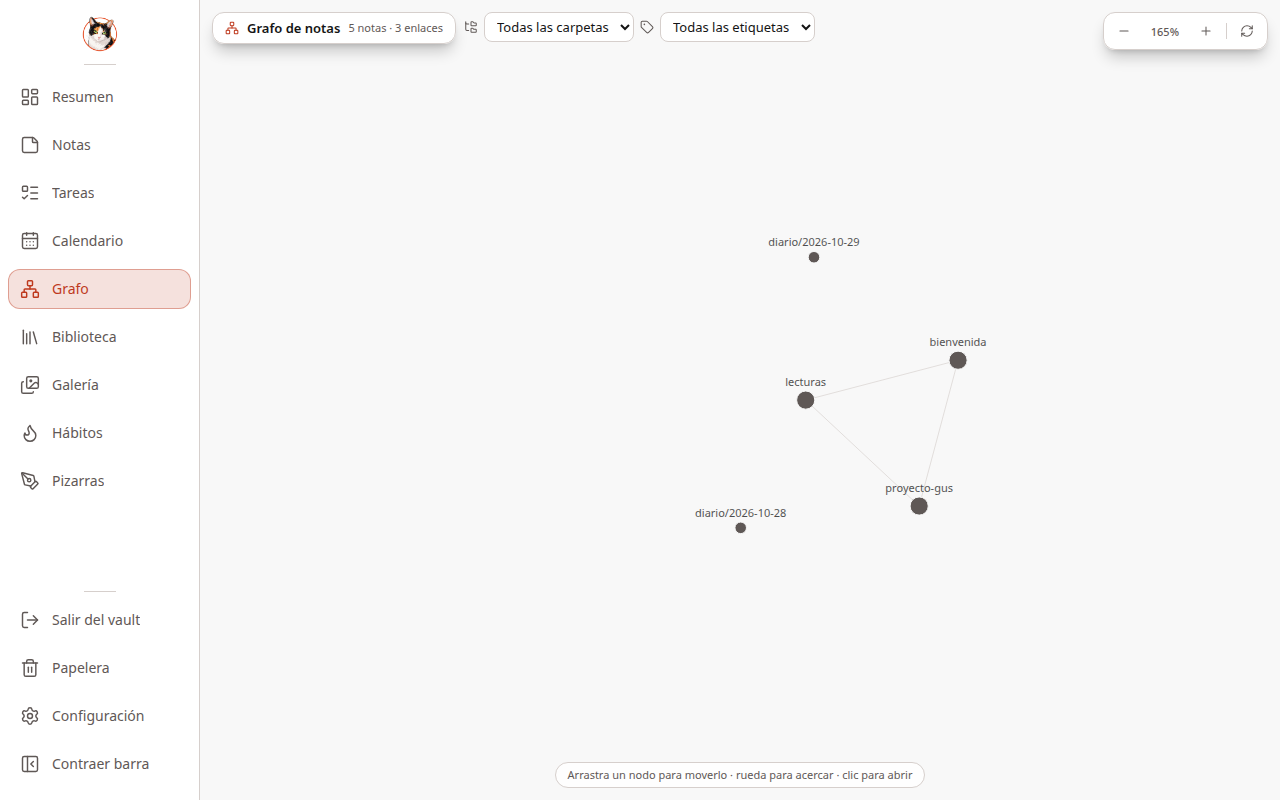 Resumen
Notas
Tareas
Calendario
Grafo
Biblioteca
Galería
Hábitos
Pizarras
Salir del vault
Papelera
Configuración
Contraer barra
Grafo de notas 5 notas · 3 enlaces
Todas las carpetas
Todas las etiquetas
165%
diario/2026-10-29
bienvenida
lecturas
proyecto-gus
diario/2026-10-28
Arrastra un nodo para moverlo · rueda para acercar · clic para abrir